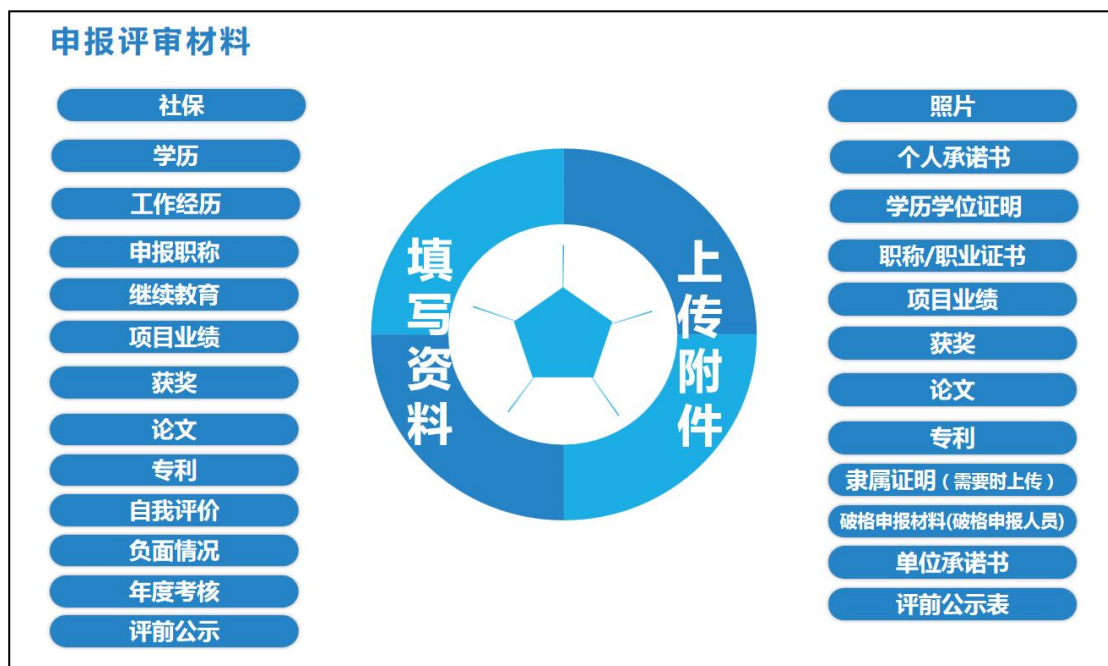 申报评审材料
社保
学历
工作经历
申报职称
继续教育
项目业绩
获奖
论文
专利
自我评价
负面情况
年度考核
评前公示
填写资料
上传附件
照片
个人承诺书
学历学位证明
职称/职业证书
项目业绩
获奖
论文
专利
隶属证明（需要时上传）
破格申报材料(破格申报人员)
单位承诺书
评前公示表